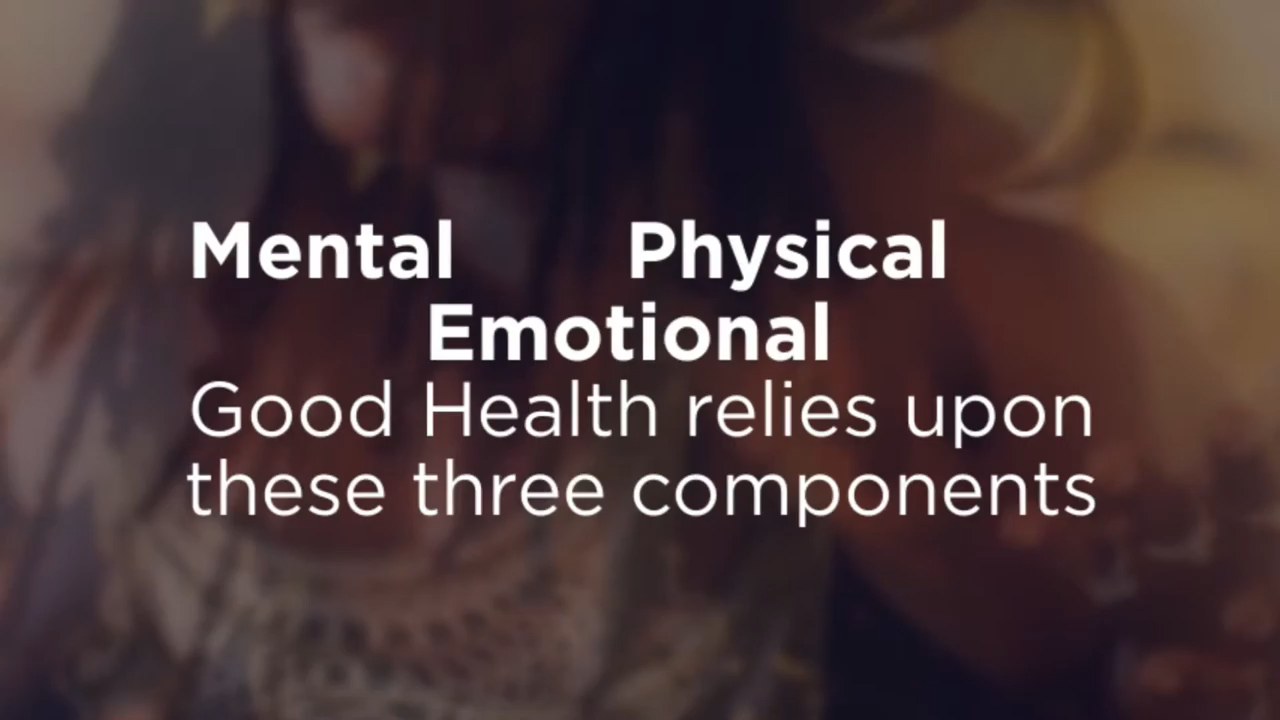 Mental Physical
Emotional
Good Health relies upon
these three components